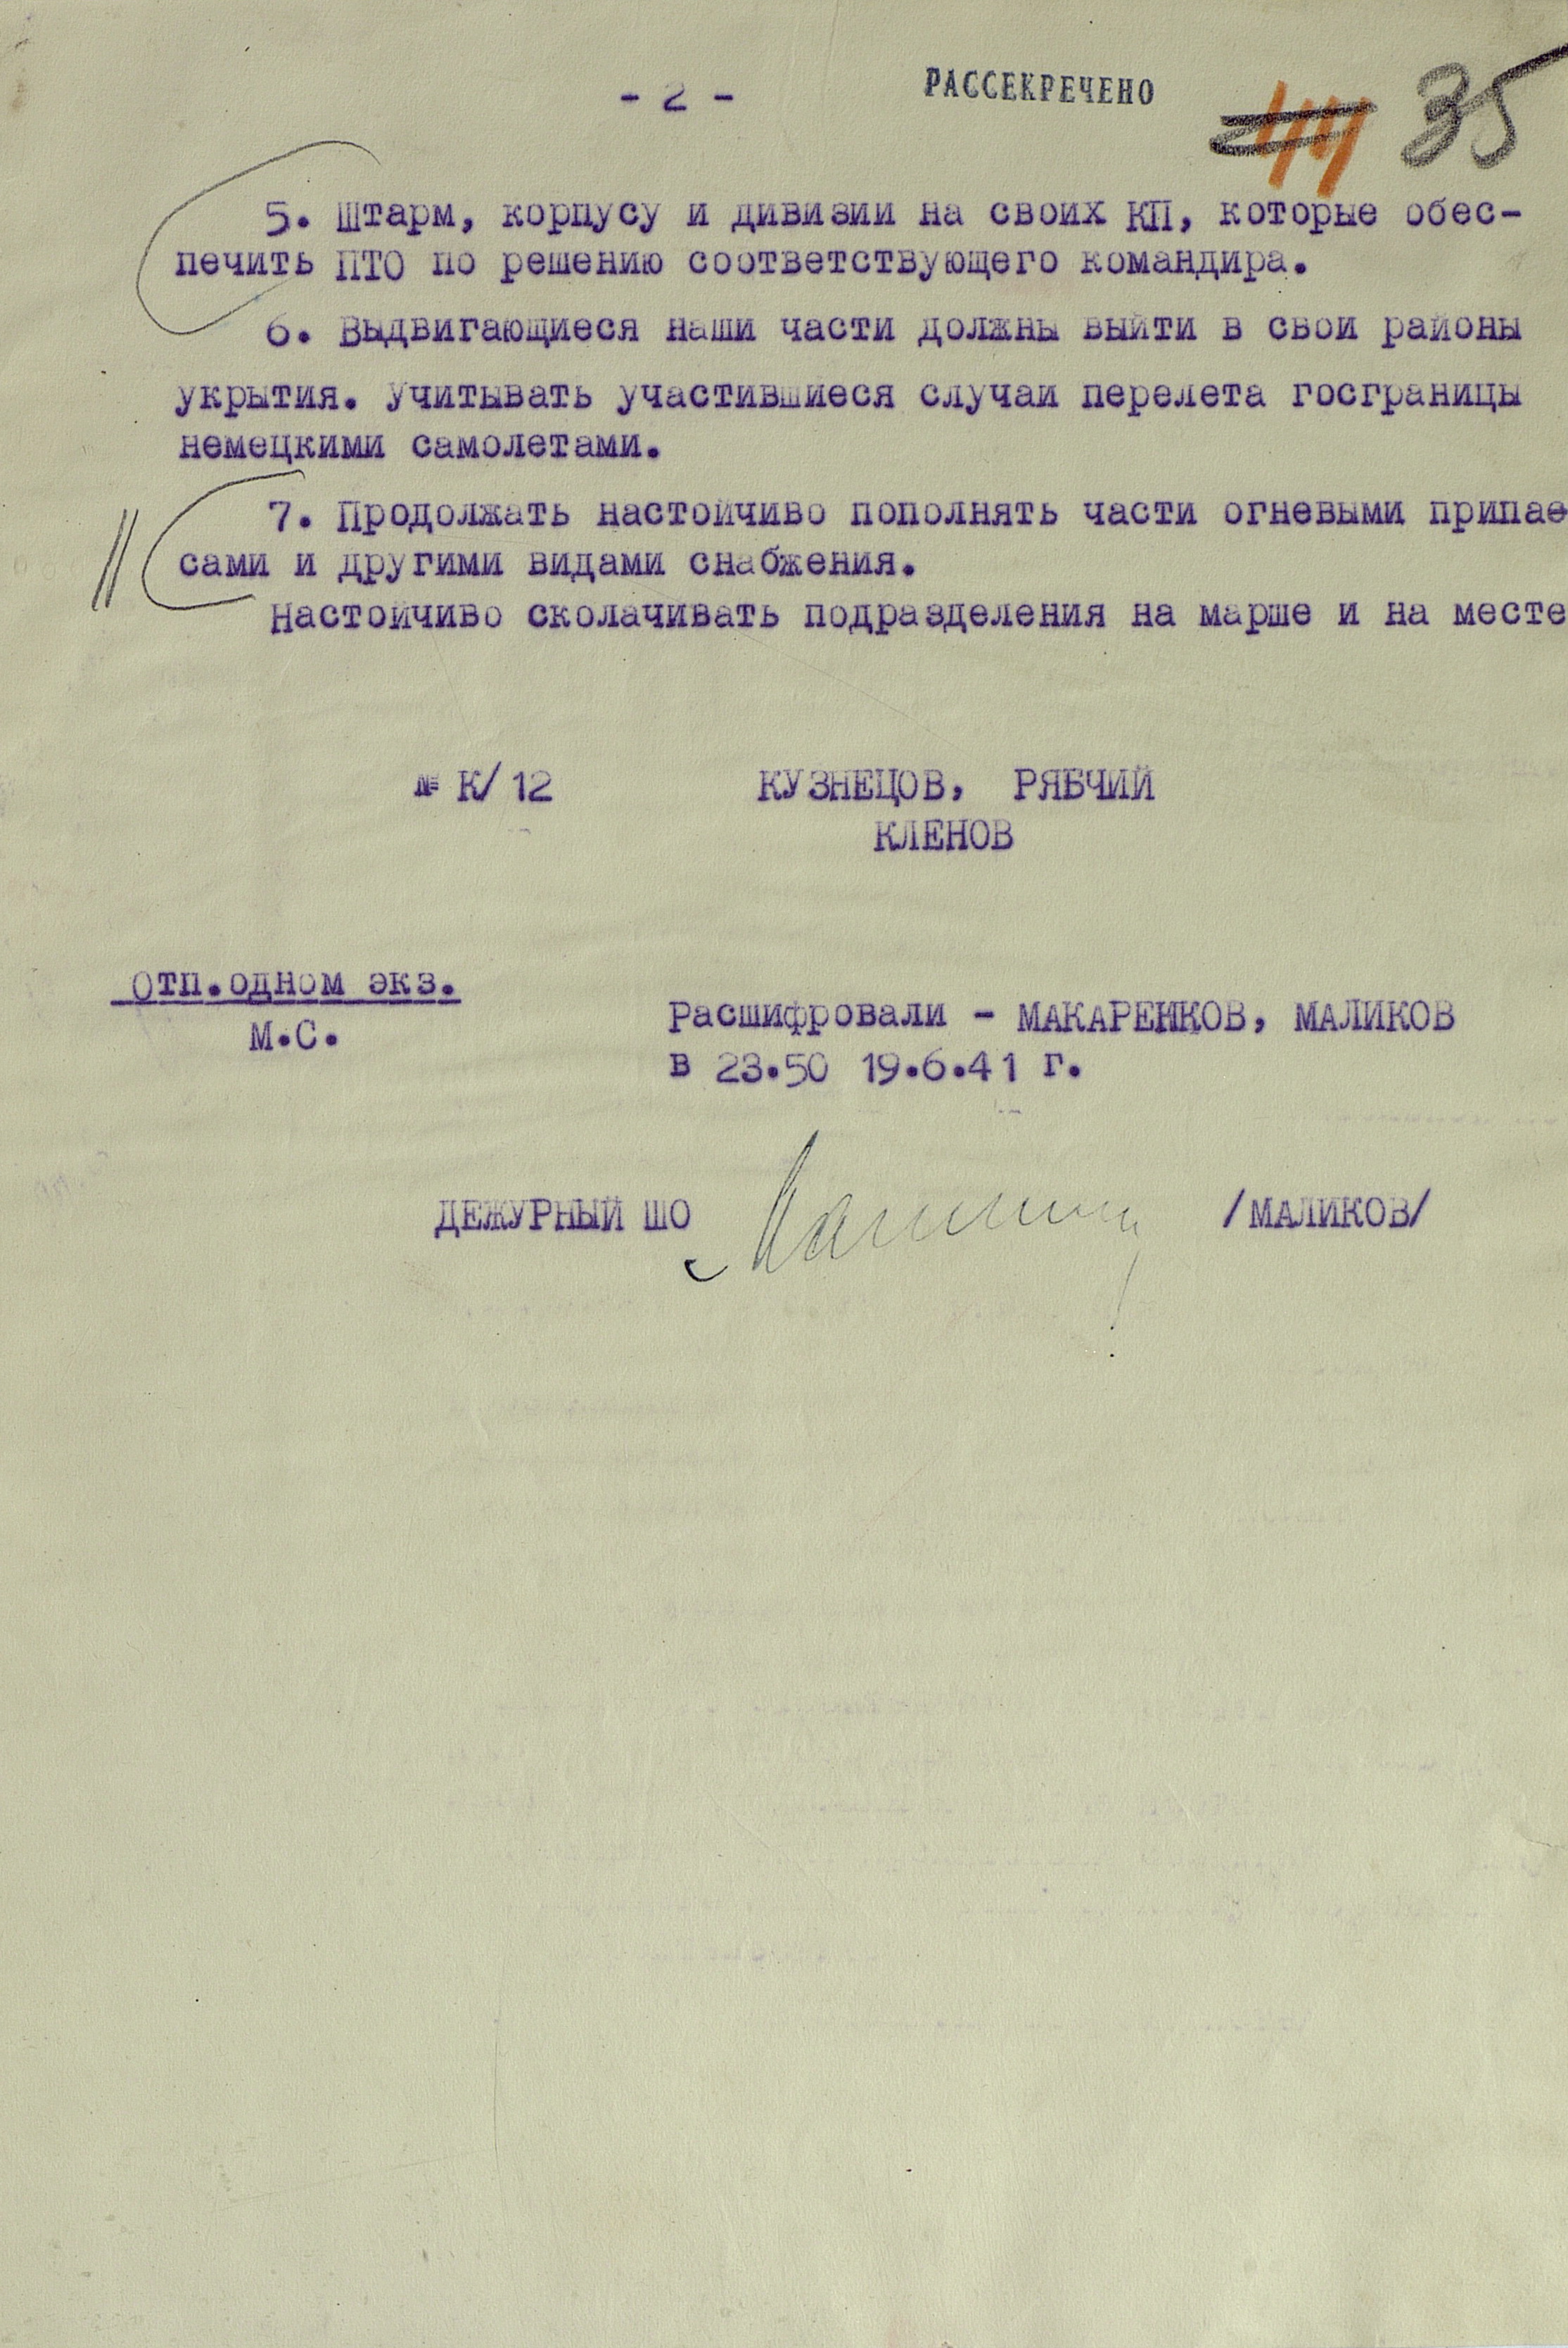 - 2 -
РАССЕКРЕЧЕНО
35
5. Штарм, корпусу и дивизии на своих КП, которые обес-
печить ПТО по решению соответствующего командира.
6. Выдвигающиеся наши части должны выйти в свои районы
укрытия. Учитывать участившиеся случаи перелета госграницы
немецкими самолетами.
7. Продолжать настойчиво пополнять части огневыми припае
сами и другими видами снабжения.
Настойчиво сколачивать подразделения на марше и на месте
№ К/12
КУЗНЕЦОВ, РЯБЧИЙ
КЛЕНОВ
Отп.одном экз.
М.С.
Расшифровали - МАКАРЕНКОВ, МАЛИКОВ
в 23.50 19.6.41 г.
ДЕЖУРНЫЙ ШО
/МАЛИКОВ/